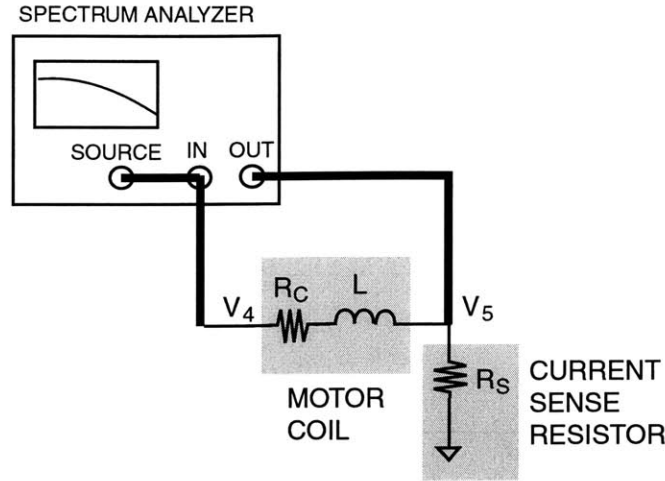 SPECTRUM ANALYZER
SOURCE IN OUT
V4 RC L V5
MOTOR
COIL
RS
CURRENT
SENSE
RESISTOR